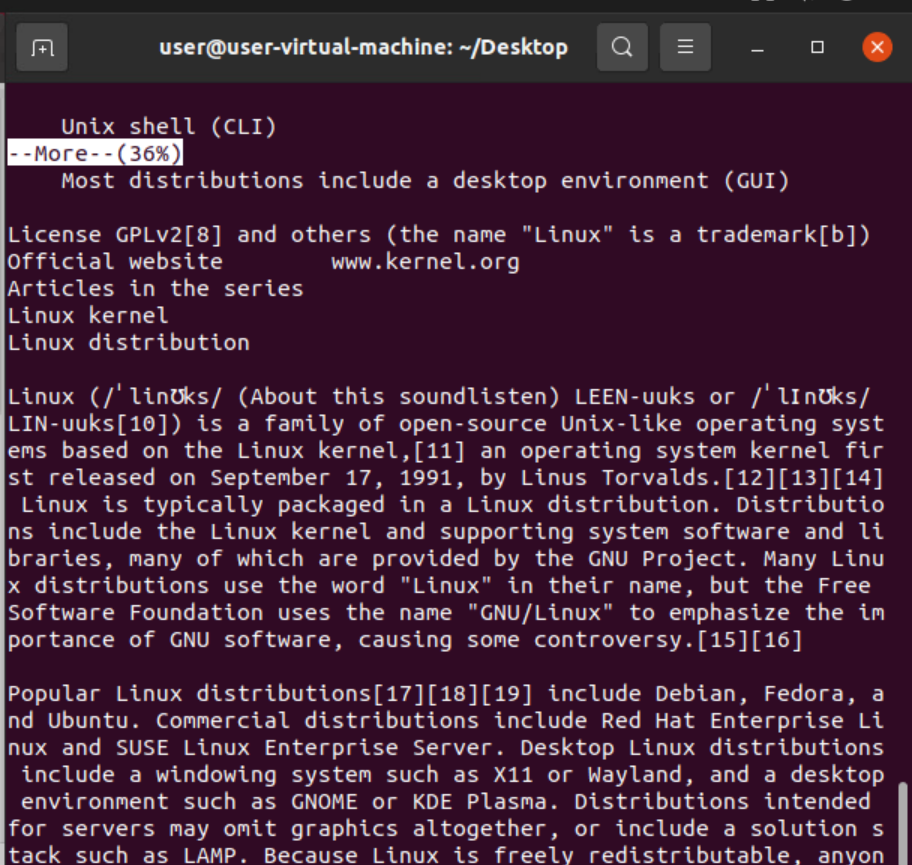 user@user-virtual-machine: ~/Desktop
Unix shell (CLI)
--More--(36%)
Most distributions include a desktop environment (GUI)
License GPLv2[8] and others (the name "Linux" is a trademark[b])
Official website www.kernel.org
Articles in the series
Linux kernel
Linux distribution
Linux (/ˈlinʊks/ (About this soundlisten) LEEN-uuks or /ˈlɪnʊks/
LIN-uuks[10]) is a family of open-source Unix-like operating syst
ems based on the Linux kernel,[11] an operating system kernel fir
st released on September 17, 1991, by Linus Torvalds.[12][13][14]
Linux is typically packaged in a Linux distribution. Distributio
ns include the Linux kernel and supporting system software and li
braries, many of which are provided by the GNU Project. Many Linu
x distributions use the word "Linux" in their name, but the Free
Software Foundation uses the name "GNU/Linux" to emphasize the im
portance of GNU software, causing some controversy.[15][16]
Popular Linux distributions[17][18][19] include Debian, Fedora, a
nd Ubuntu. Commercial distributions include Red Hat Enterprise Li
nux and SUSE Linux Enterprise Server. Desktop Linux distributions
include a windowing system such as X11 or Wayland, and a desktop
environment such as GNOME or KDE Plasma. Distributions intended
for servers may omit graphics altogether, or include a solution s
tack such as LAMP. Because Linux is freely redistributable, anyon